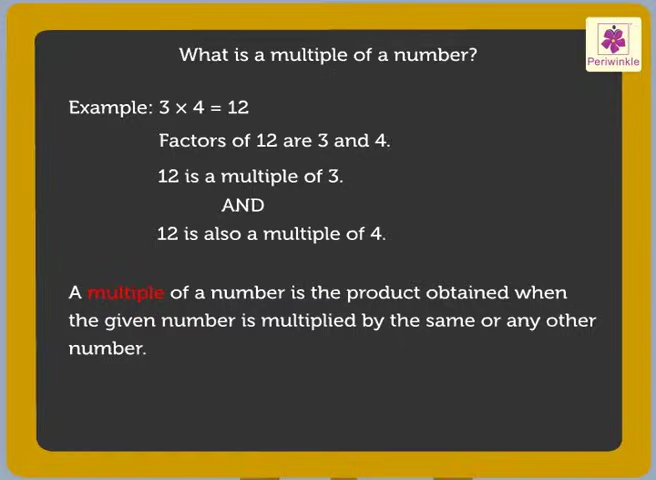 What is a multiple of a number?
Periwinkle
Example: 3 × 4 = 12
Factors of 12 are 3 and 4.
12 is a multiple of 3.
AND
12 is also a multiple of 4.
A multiple of a number is the product obtained when
the given number is multiplied by the same or any other
number.